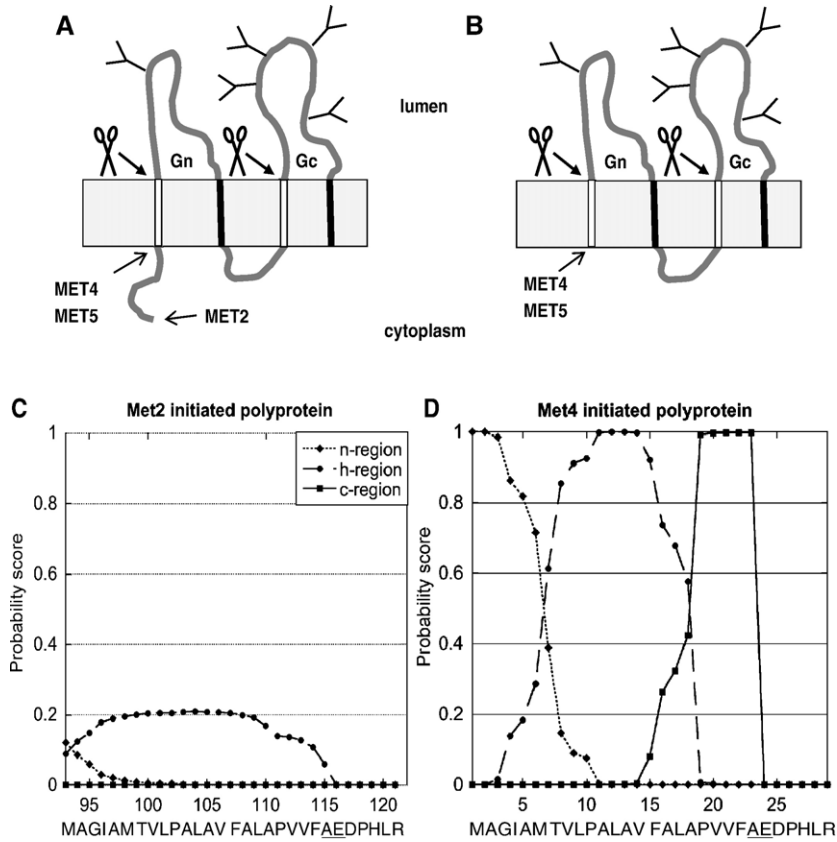 A
B
lumen
Gn
Gc
Gn
Gc
MET4
MET5
MET2
MET4
MET5
cytoplasm
C
Met2 initiated polyprotein
n-region
h-region
c-region
Probability score
1
0.8
0.6
0.4
0.2
0
95 100 105 110 115 120
MAGIAMTVLPALAV FALAPVVFAEDPHLR
D
Met4 initiated polyprotein
Probability score
1
0.8
0.6
0.4
0.2
0
5 10 15 20 25
MAGIAMTVLPALAV FALAPVVFAEDPHLR